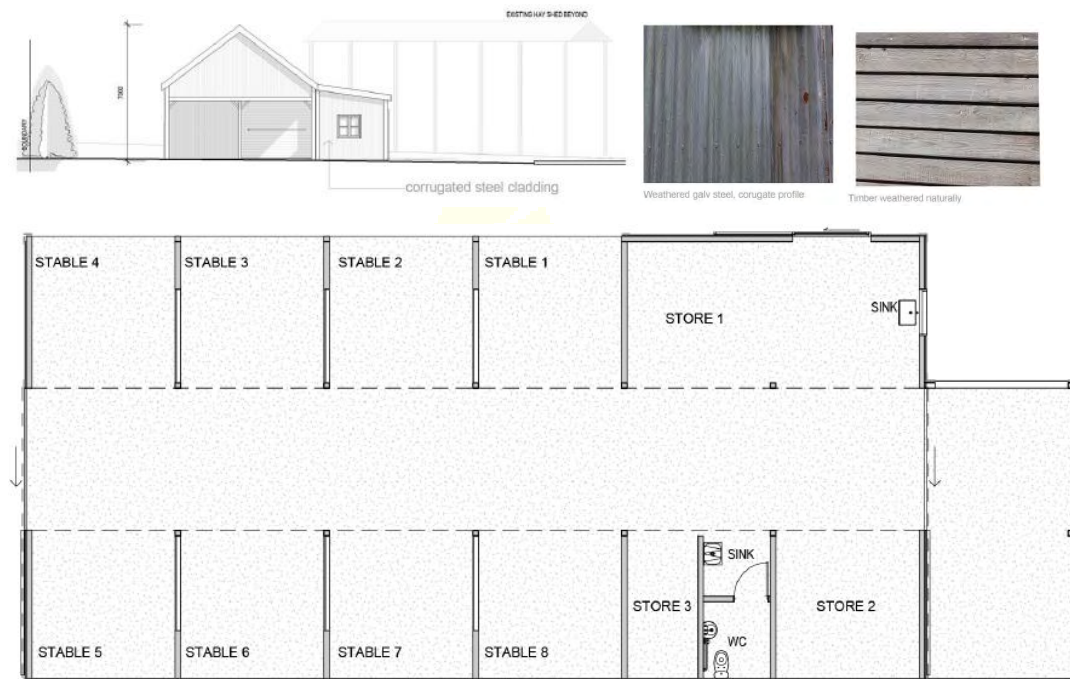 EXISTING HAY SHED BEYOND
7000
BOUNDARY
corrugated steel cladding
Weathered galv steel, corrugate profile
Timber weathered naturally
STABLE 4
STABLE 3
STABLE 2
STABLE 1
STORE 1
SINK
SINK
STORE 3
STORE 2
WC
STABLE 5
STABLE 6
STABLE 7
STABLE 8